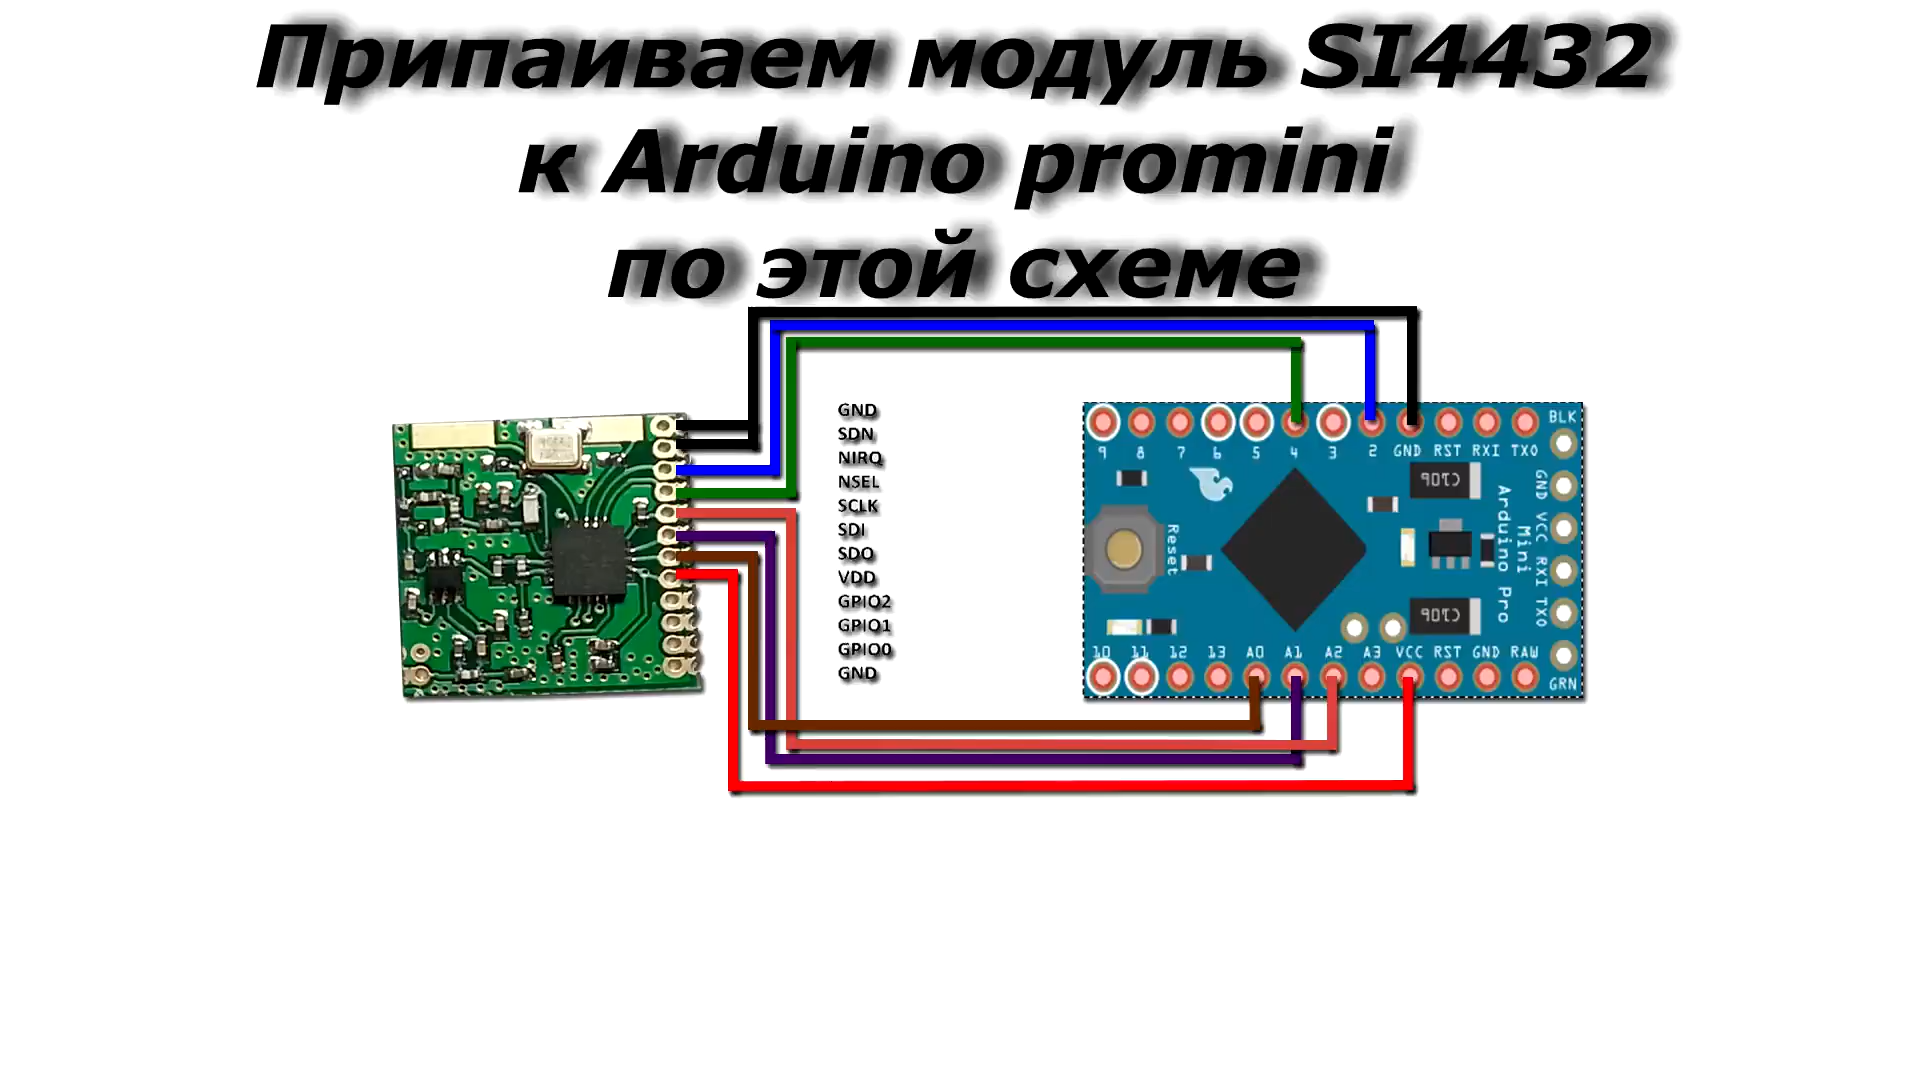 Припаиваем модуль SI4432
к Arduino promini
по этой схеме
GND
SDN
NIRQ
NSEL
SCLK
SDI
SDO
VDD
GPIO2
GPIO1
GPIO0
GND
9 8 7 6 5 4 3 2 GND RST RXI TXO
BLK
GND VCC RXI TXO
GRN
Reset
Arduino Pro
Mini
C10P
C10P
10 11 12 13 A0 A1 A2 A3 VCC RST GND RAW